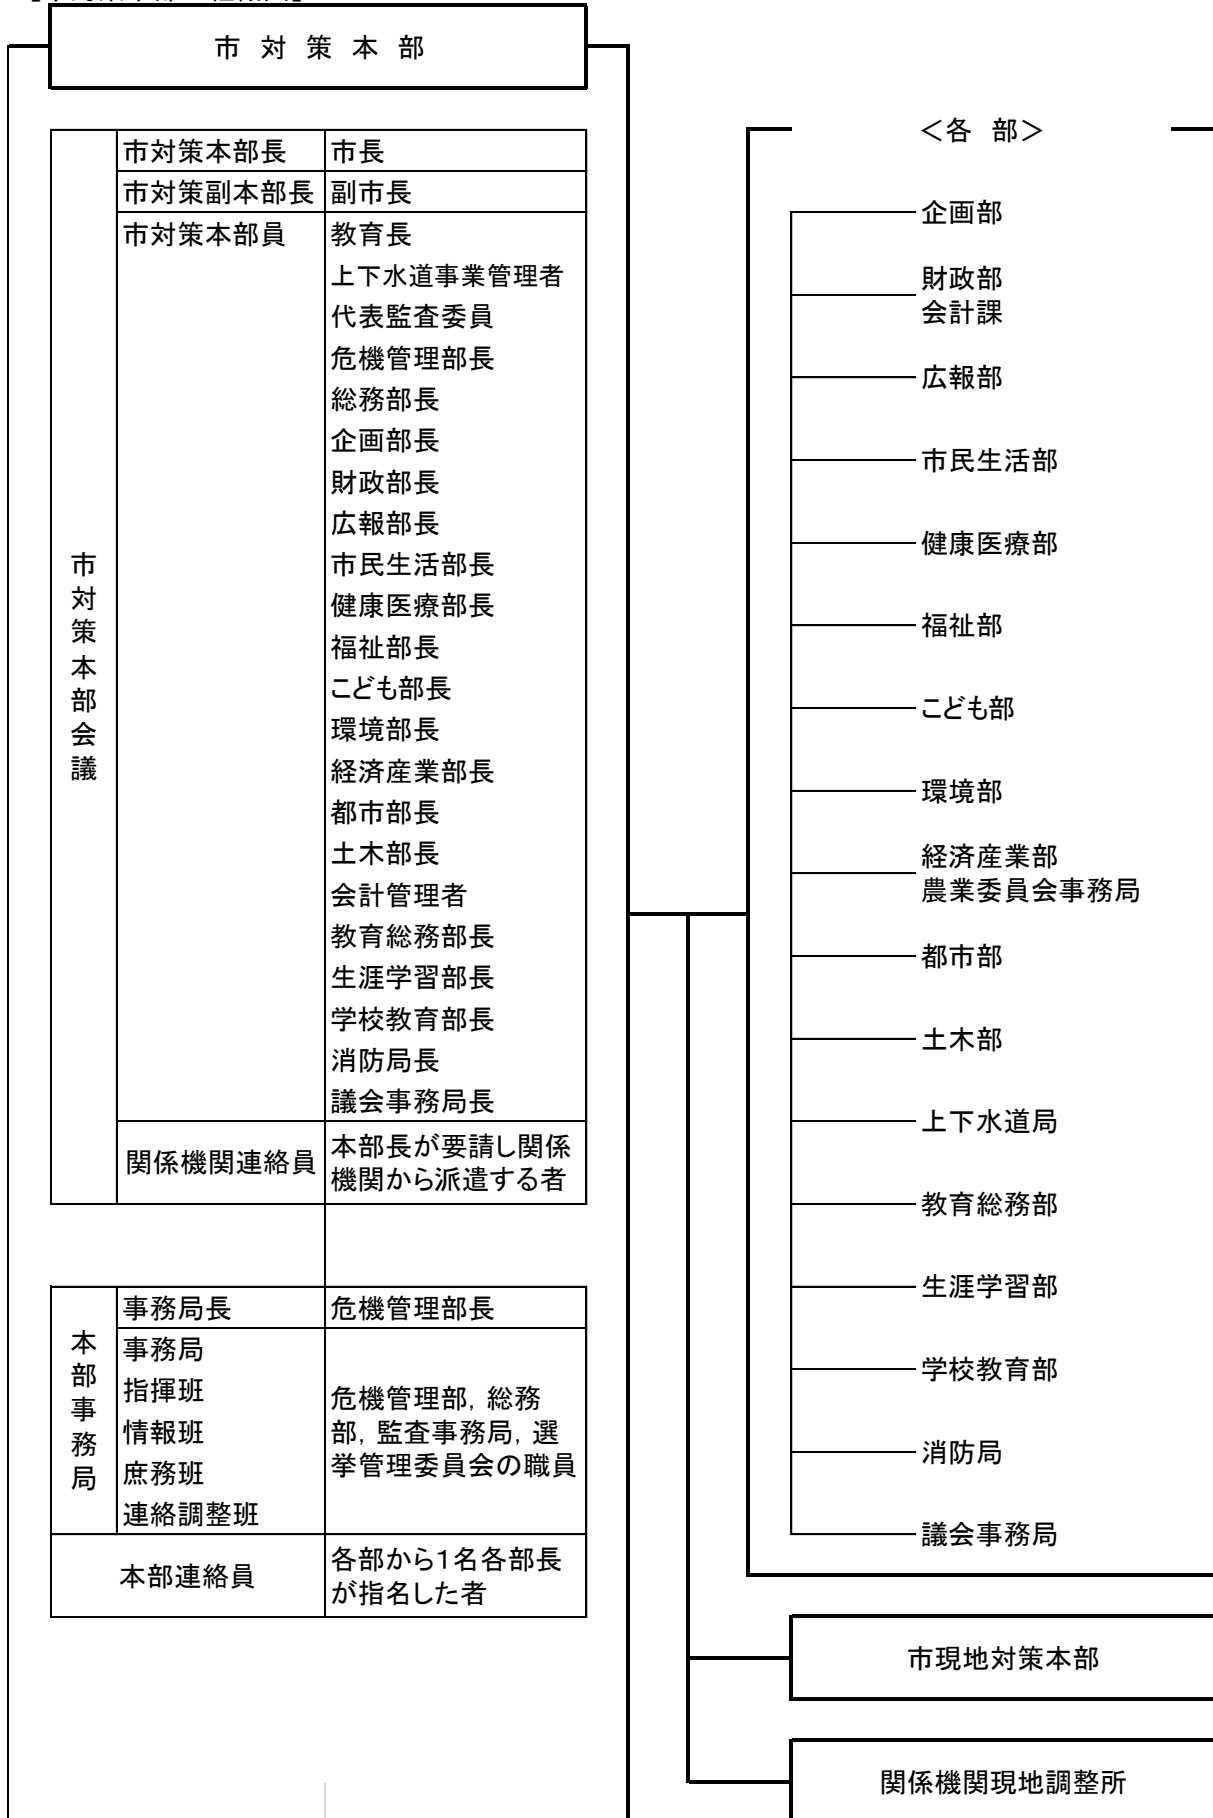 市 対 策 本 部
市対策本部会議
市対策本部長 市長
市対策副本部長 副市長
市対策本部員 教育長
上下水道事業管理者
代表監査委員
危機管理部長
総務部長
企画部長
財政部長
広報部長
市民生活部長
健康医療部長
福祉部長
こども部長
環境部長
経済産業部長
都市部長
土木部長
会計管理者
教育総務部長
生涯学習部長
学校教育部長
消防局長
議会事務局長
関係機関連絡員
本部長が要請し関係
機関から派遣する者
本部事務局
事務局長 危機管理部長
事務局
指揮班
情報班
庶務班
連絡調整班
危機管理部，総務
部，監査事務局，選
挙管理委員会の職員
本部連絡員
各部から１名各部長
が指名した者
＜各 部＞
企画部
財政部
会計課
広報部
市民生活部
健康医療部
福祉部
こども部
環境部
経済産業部
農業委員会事務局
都市部
土木部
上下水道局
教育総務部
生涯学習部
学校教育部
消防局
議会事務局
市現地対策本部
関係機関現地調整所